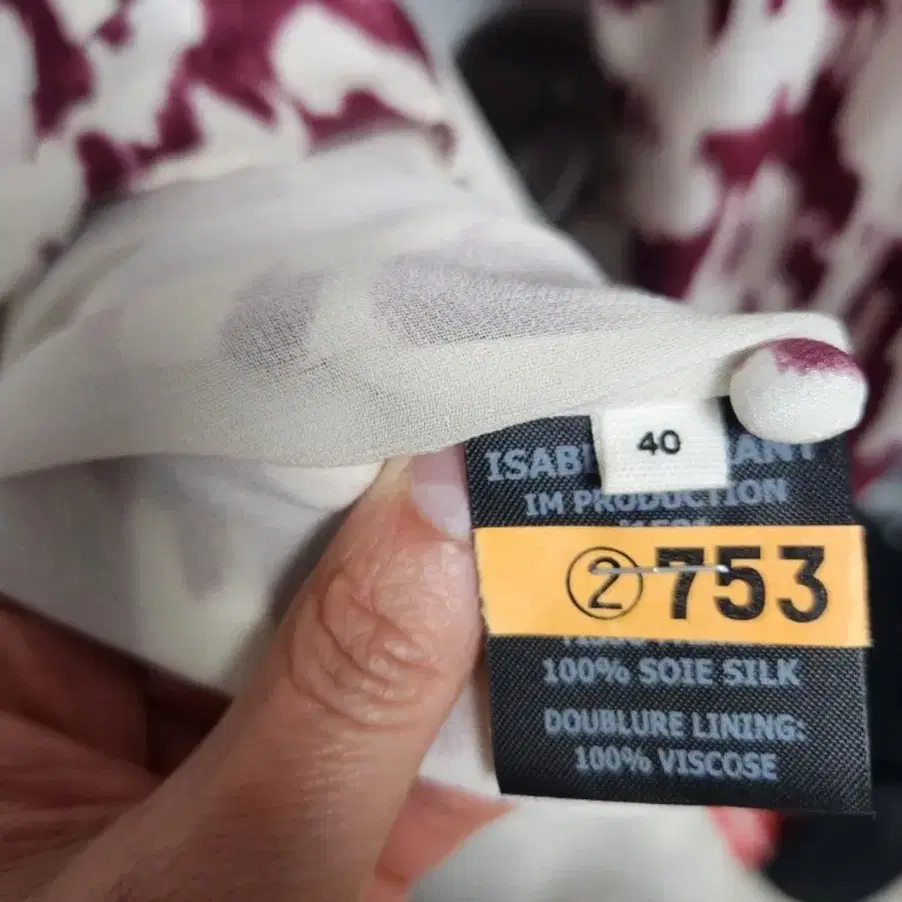 40
IM PRODUCTION
② 753
100% SOIE SILK
DOUBLURE LINING:
100% VISCOSE